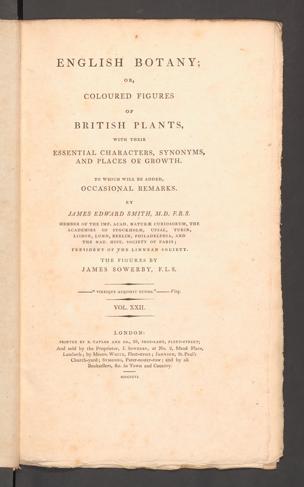 ENGLISH BOTANY;
OR,
COLOURED FIGURES
OF
BRITISH PLANTS,
WITH THEIR
ESSENTIAL CHARACTERS, SYNONYMS,
AND PLACES OF GROWTH.
TO WHICH WILL BE ADDED,
OCCASIONAL REMARKS.
BY
JAMES EDWARD SMITH, M.D. F.R.S.
MEMBER OF THE IMP. ACAD. NATURÆ CURIOSORUM, THE
ACADEMIES OF STOCKHOLM, UPSAL, TURIN,
LISBON, LUND, BERLIN, PHILADELPHIA, AND
THE NAT. HIST. SOCIETY OF PARIS;
PRESIDENT OF THE LINNEAN SOCIETY.
THE FIGURES BY
JAMES SOWERBY, F.L.S.
——“VIRESQUE ACQUIRIT EUNDO.”—— Virg.
VOL. XXII.
LONDON:
PRINTED BY R. TAYLOR AND CO., 38, SHOE-LANE, FLEET-STREET;
And sold by the Proprietor, J. SOWERBY, at No. 2, Mead Place,
Lambeth; by Messrs. WHITE, Fleet-street; JOHNSON, St. Paul's
Church-yard; SYMONDS, Pater-noster-row; and by all
Booksellers, &c. in Town and Country.